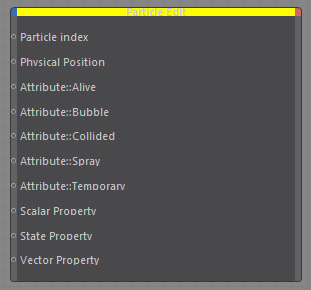 Particle Edit
Particle index
Physical Position
Attribute::Alive
Attribute::Bubble
Attribute::Collided
Attribute::Spray
Attribute::Temporary
Scalar Property
State Property
Vector Property